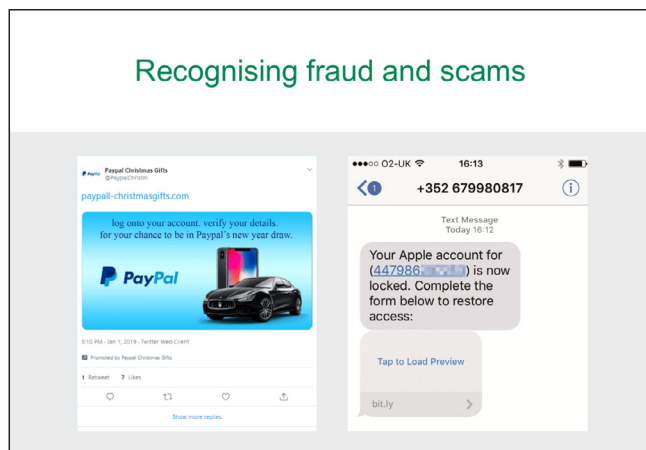 Recognising fraud and scams
PayPal
Paypal Christmas Gifts
@PaypalChristm
paypall-christmasgifts.com
log onto your account. verify your details.
for your chance to be in Paypal's new year draw.
PayPal
5:10 PM - Jan 1, 2019 - Twitter Web Client
Promoted by Paypal Christmas Gifts
1 Retweet 7 Likes
Show more replies
O2-UK 16:13
1 +352 679980817
Text Message
Today 16:12
Your Apple account for
(447986 ) is now
locked. Complete the
form below to restore
access:
Tap to Load Preview
bit.ly